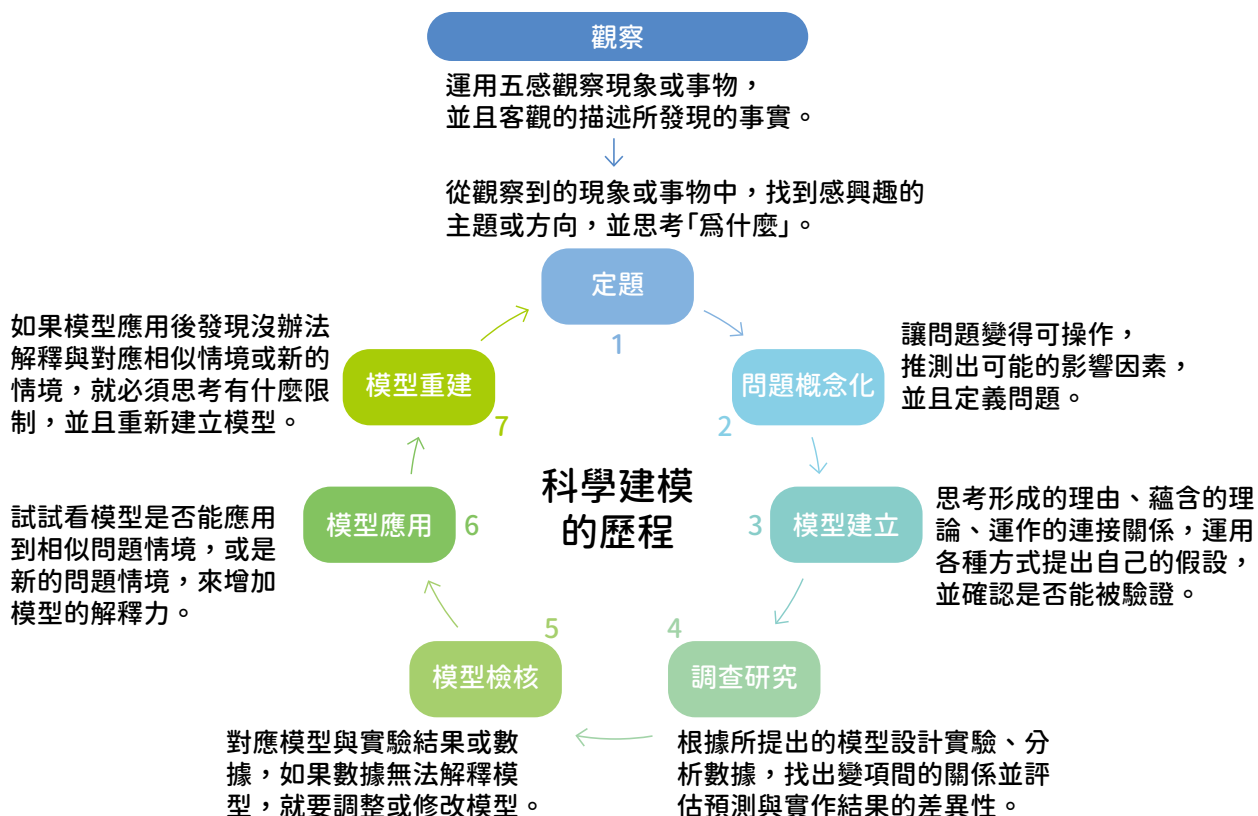 觀察
運用五感觀察現象或事物，
並且客觀的描述所發現的事實。
從觀察到的現象或事物中，找到感興趣的
主題或方向，並思考「爲什麼」。
定題
1
讓問題變得可操作，
推測出可能的影響因素，
並且定義問題。
問題概念化
2
思考形成的理由、蘊含的理
論、運作的連接關係，運用
各種方式提出自己的假設，
並確認是否能被驗證。
3
模型建立
4
調查研究
根據所提出的模型設計實驗、分
析數據，找出變項間的關係並評
估預測與實作結果的差異性。
5
模型檢核
對應模型與實驗結果或數
據，如果數據無法解釋模
型，就要調整或修改模型。
模型應用
6
試試看模型是否能應用
到相似問題情境，或是
新的問題情境，來增加
模型的解釋力。
模型重建
7
如果模型應用後發現沒辦法
解釋與對應相似情境或新的
情境，就必須思考有什麼限
制，並且重新建立模型。
科學建模
的歷程